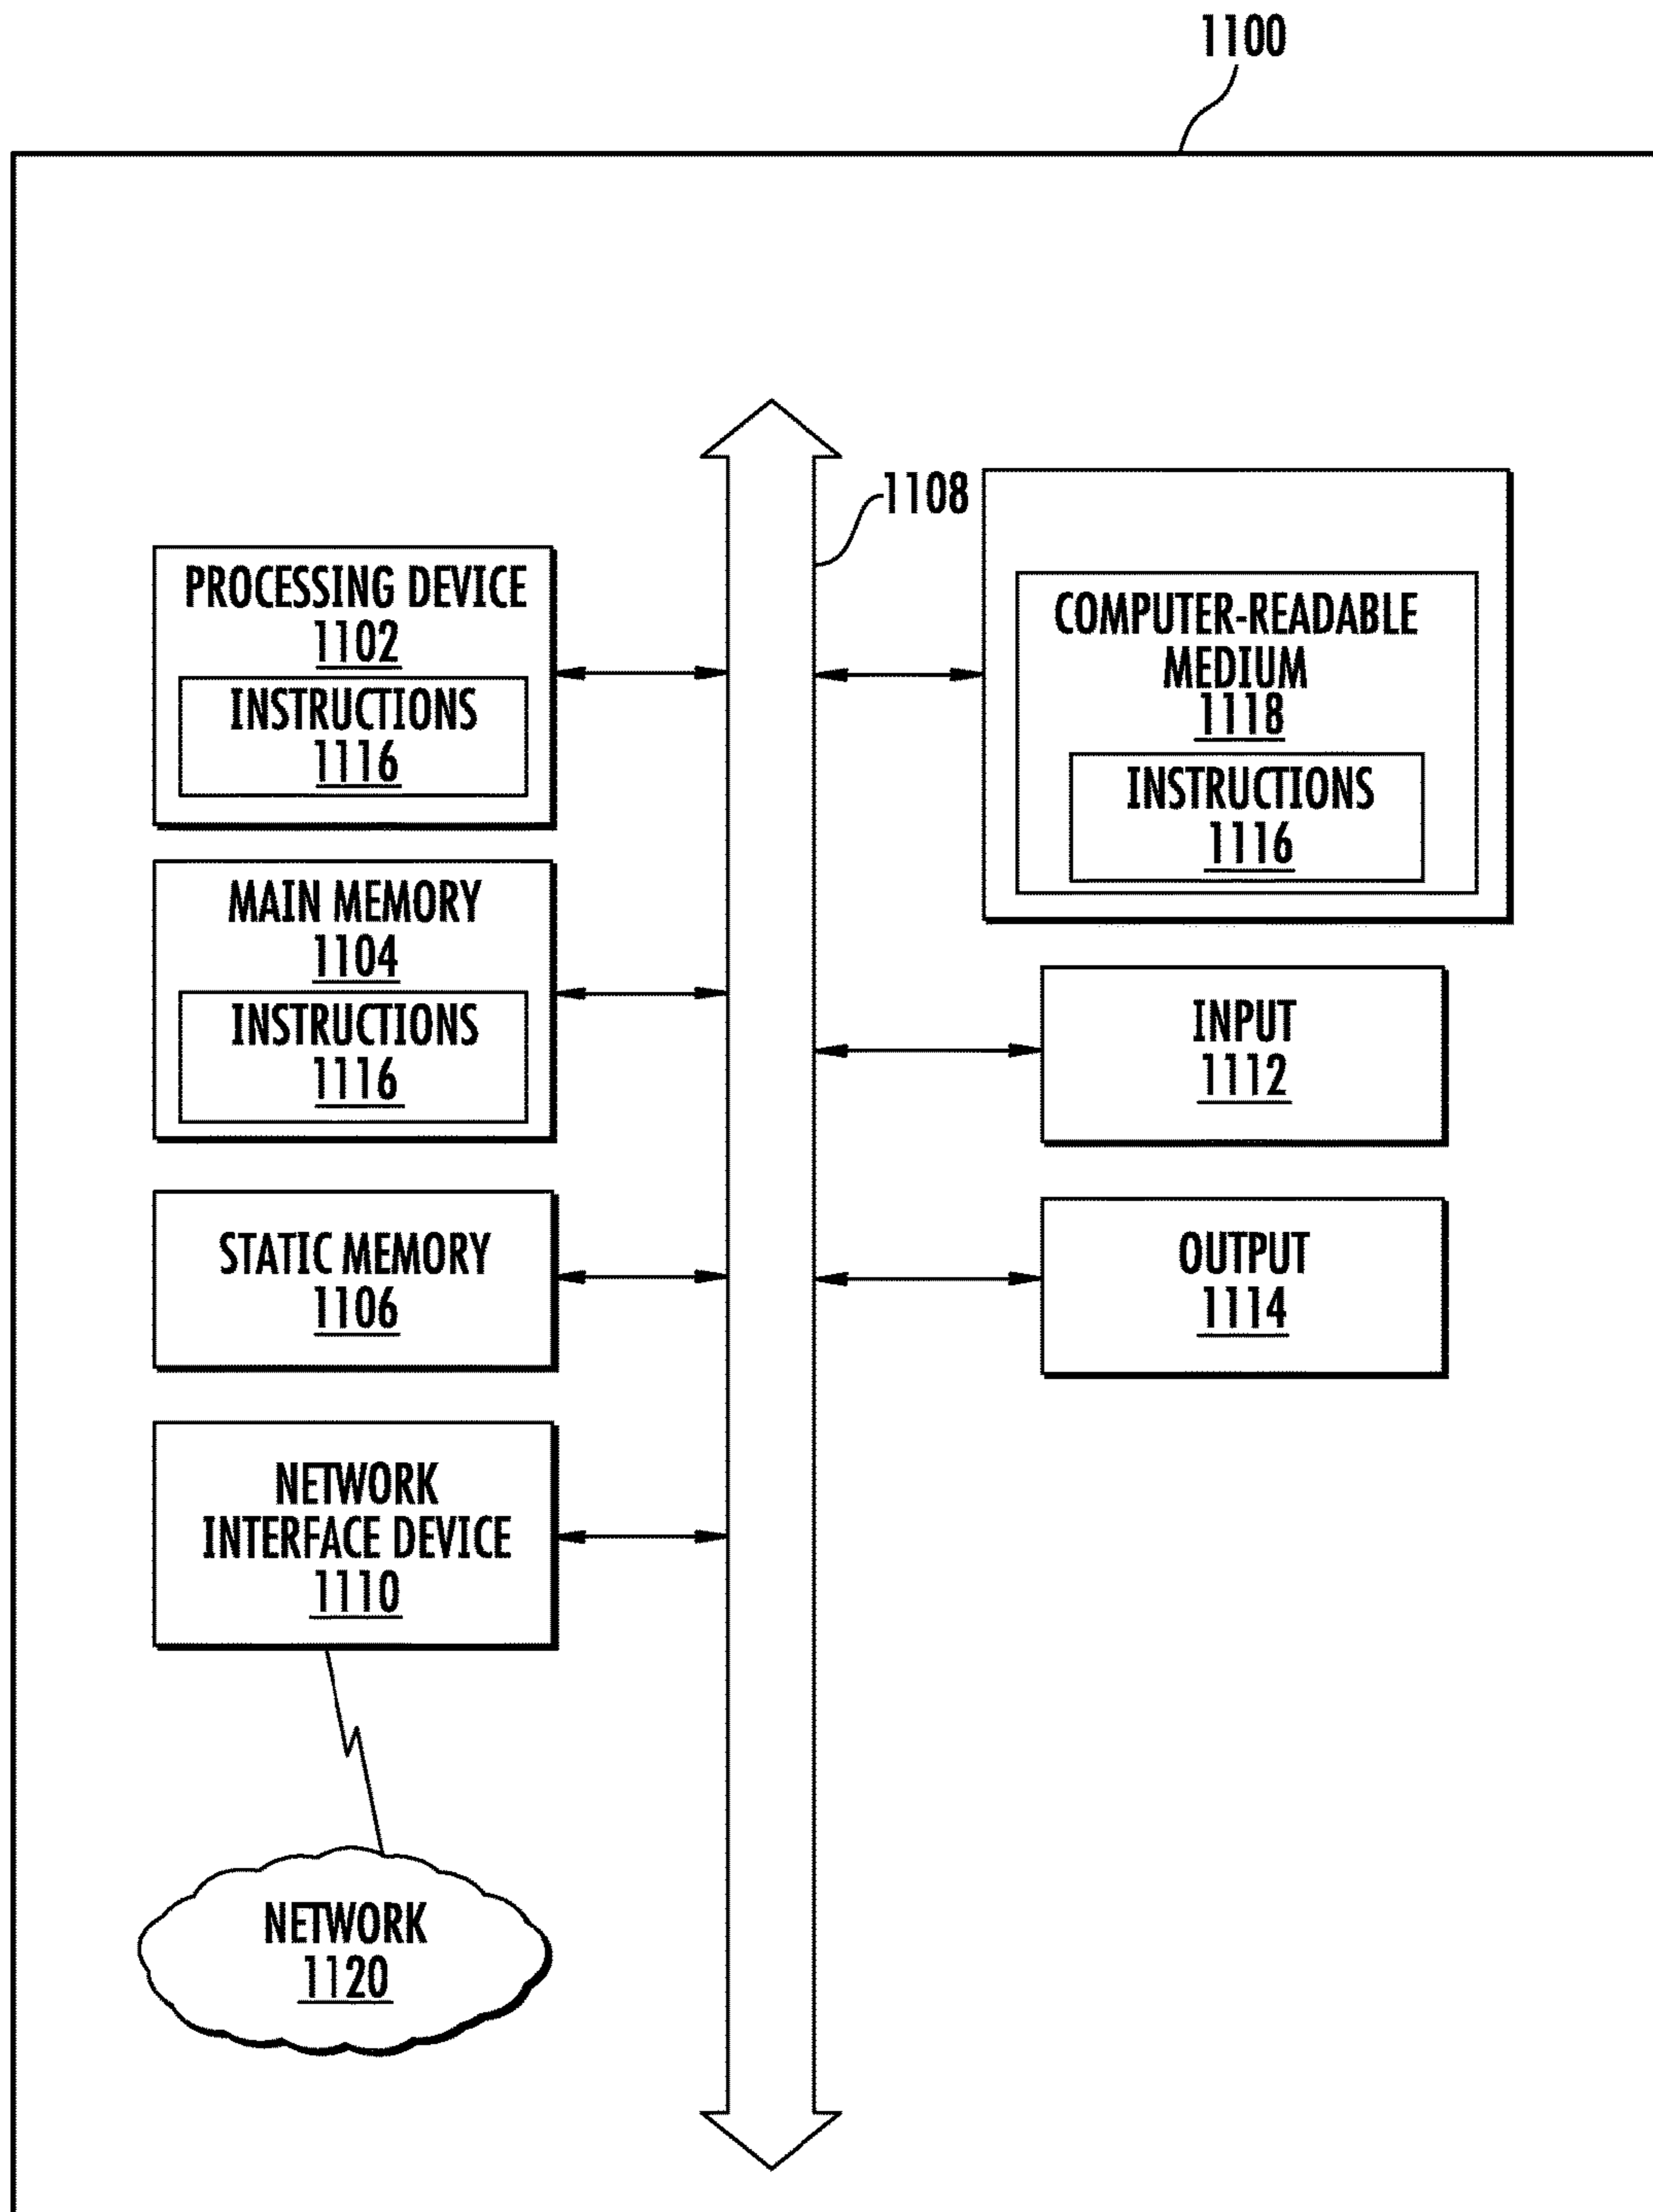 1100
1108
PROCESSING DEVICE
1102
INSTRUCTIONS
1116
MAIN MEMORY
1104
INSTRUCTIONS
1116
STATIC MEMORY
1106
NETWORK
INTERFACE DEVICE
1110
NETWORK
1120
COMPUTER-READABLE
MEDIUM
1118
INSTRUCTIONS
1116
INPUT
1112
OUTPUT
1114